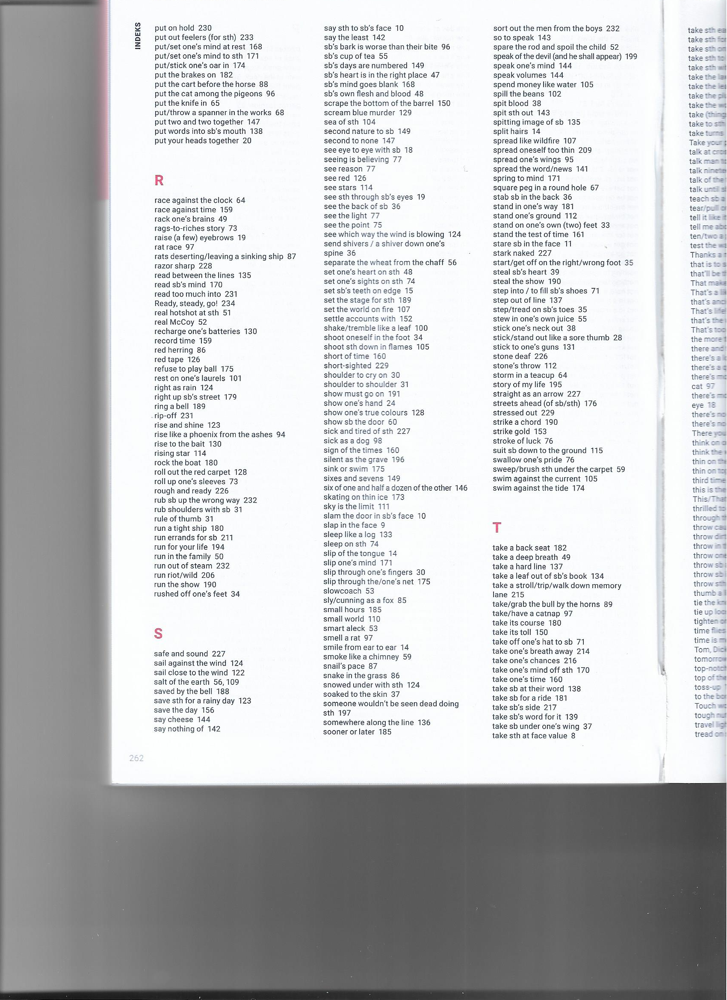 INDEKS
put on hold 230
put out feelers (for sth) 233
put/set one's mind at rest 168
put/set one's mind to sth 171
put/stick one's oar in 174
put the brakes on 182
put the cart before the horse 88
put the cat among the pigeons 96
put the knife in 65
put/throw a spanner in the works 68
put two and two together 147
put words into sb's mouth 138
put your heads together 20
R
race against the clock 64
race against time 159
rack one's brains 49
rags-to-riches story 73
raise (a few) eyebrows 19
rat race 97
rats deserting/leaving a sinking ship 87
razor sharp 228
read between the lines 135
read sb's mind 170
read too much into 231
Ready, steady, go! 234
real hotshot at sth 51
real McCoy 52
recharge one's batteries 130
record time 159
red herring 86
red tape 126
refuse to play ball 175
rest on one's laurels 101
right as rain 124
right up sb's street 179
ring a bell 189
rip-off 231
rise and shine 123
rise like a phoenix from the ashes 94
rise to the bait 130
rising star 114
rock the boat 180
roll out the red carpet 128
roll up one's sleeves 73
rough and ready 226
rub sb up the wrong way 232
rub shoulders with sb 31
rule of thumb 31
run a tight ship 180
run errands for sb 211
run for your life 194
run in the family 50
run out of steam 232
run riot/wild 206
run the show 190
rushed off one's feet 34
S
safe and sound 227
sail against the wind 124
sail close to the wind 122
salt of the earth 56, 109
saved by the bell 188
save sth for a rainy day 123
save the day 156
say cheese 144
say nothing of 142
say sth to sb's face 10
say the least 142
sb's bark is worse than their bite 96
sb's cup of tea 55
sb's days are numbered 149
sb's heart is in the right place 47
sb's mind goes blank 168
sb's own flesh and blood 48
scrape the bottom of the barrel 150
scream blue murder 129
sea of sth 104
second nature to sb 149
second to none 147
see eye to eye with sb 18
seeing is believing 77
see reason 77
see red 126
see stars 114
see sth through sb's eyes 19
see the back of sb 36
see the light 77
see the point 75
see which way the wind is blowing 124
send shivers / a shiver down one's
spine 36
separate the wheat from the chaff 56
set one's heart on sth 48
set one's sights on sth 74
set sb's teeth on edge 15
set the stage for sth 189
set the world on fire 107
settle accounts with 152
shake/tremble like a leaf 100
shoot oneself in the foot 34
shoot sth down in flames 105
short of time 160
short-sighted 229
shoulder to cry on 30
shoulder to shoulder 31
show must go on 191
show one's hand 24
show one's true colours 128
show sb the door 60
sick and tired of sth 227
sick as a dog 98
sign of the times 160
silent as the grave 196
sink or swim 175
sixes and sevens 149
six of one and half a dozen of the other 146
skating on thin ice 173
sky is the limit 111
slam the door in sb's face 10
slap in the face 9
sleep like a log 133
sleep on sth 74
slip of the tongue 14
slip one's mind 171
slip through one's fingers 30
slip through the/one's net 175
slowcoach 53
sly/cunning as a fox 85
small hours 185
small world 110
smart aleck 53
smell a rat 97
smile from ear to ear 14
smoke like a chimney 59
snail's pace 87
snake in the grass 86
snowed under with sth 124
soaked to the skin 37
someone wouldn't be seen dead doing
sth 197
somewhere along the line 136
sooner or later 185
sort out the men from the boys 232
so to speak 143
spare the rod and spoil the child 52
speak of the devil (and he shall appear) 199
speak one's mind 144
speak volumes 144
spend money like water 105
spill the beans 102
spit blood 38
spit sth out 143
spitting image of sb 135
split hairs 14
spread like wildfire 107
spread oneself too thin 209
spread one's wings 95
spread the word/news 141
spring to mind 171
square peg in a round hole 67
stab sb in the back 36
stand in one's way 181
stand one's ground 112
stand on one's own (two) feet 33
stand the test of time 161
stare sb in the face 11
stark naked 227
start/get off on the right/wrong foot 35
steal sb's heart 39
steal the show 190
step into / to fill sb's shoes 71
step out of line 137
step/tread on sb's toes 35
stew in one's own juice 55
stick one's neck out 38
stick/stand out like a sore thumb 28
stick to one's guns 131
stone deaf 226
stone's throw 112
storm in a teacup 64
story of my life 195
straight as an arrow 227
streets ahead (of sb/sth) 176
stressed out 229
strike a chord 190
strike gold 153
stroke of luck 76
suit sb down to the ground 115
swallow one's pride 76
sweep/brush sth under the carpet 59
swim against the current 105
swim against the tide 174
T
take a back seat 182
take a deep breath 49
take a hard line 137
take a leaf out of sb's book 134
take a stroll/trip/walk down memory
lane 215
take/grab the bull by the horns 89
take/have a catnap 97
take its course 180
take its toll 150
take off one's hat to sb 71
take one's breath away 214
take one's chances 216
take one's mind off sth 170
take one's time 160
take sb at their word 138
take sb for a ride 181
take sb's side 217
take sb's word for it 139
take sb under one's wing 37
take sth at face value 8
262
take sth
take sth
take sth
take sth
take sth
take the
take the
take the
take the
take
take to
take turns
Take your
talk at
talk man
talk
talk of the
talk until
teach sb a
tear/pull
tell it like
tell me
ten/two
test the
Thanks a
that is to
that'll be
That
That's a
that's
That's
that's the
That's too
the more
there and
there's a
there's a
there's
cat 97
there's
eye 18
there's no
there's no
There you
think on
think the
thin on
thin on
third time
this is the
thrilled to
through
throw
throw
throw in
throw one
throw sb
throw sb
throw sth
thumb a
tie the
tie up
tighten
time flies
time is
Tom,
top of the
toss-up
to the
Touch
tough
travel
tread on